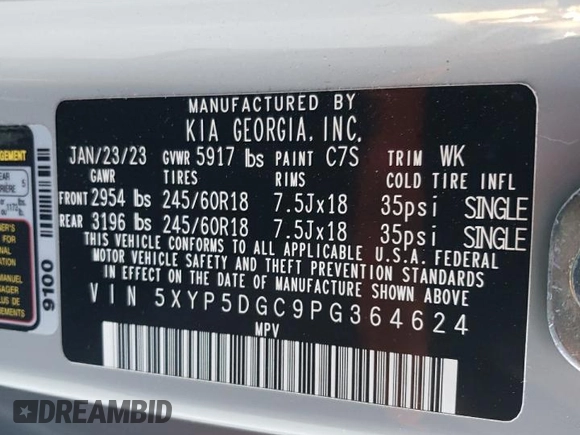 MANUFACTURED BY
KIA GEORGIA, INC.
JAN/23/23 GVWR 5917 lbs PAINT C7S TRIM WK
GAWR TIRES RIMS COLD TIRE INFL
FRONT 2954 lbs 245/60R18 7.5Jx18 35psi SINGLE
REAR 3196 lbs 245/60R18 7.5Jx18 35psi SINGLE
THIS VEHICLE CONFORMS TO ALL APPLICABLE U.S.A. FEDERAL
MOTOR VEHICLE SAFETY AND THEFT PREVENTION STANDARDS
IN EFFECT ON THE DATE OF MANUFACTURE SHOWN ABOVE
VIN 5XYP5DGC9PG364624
MPV
9100
DREAMBID